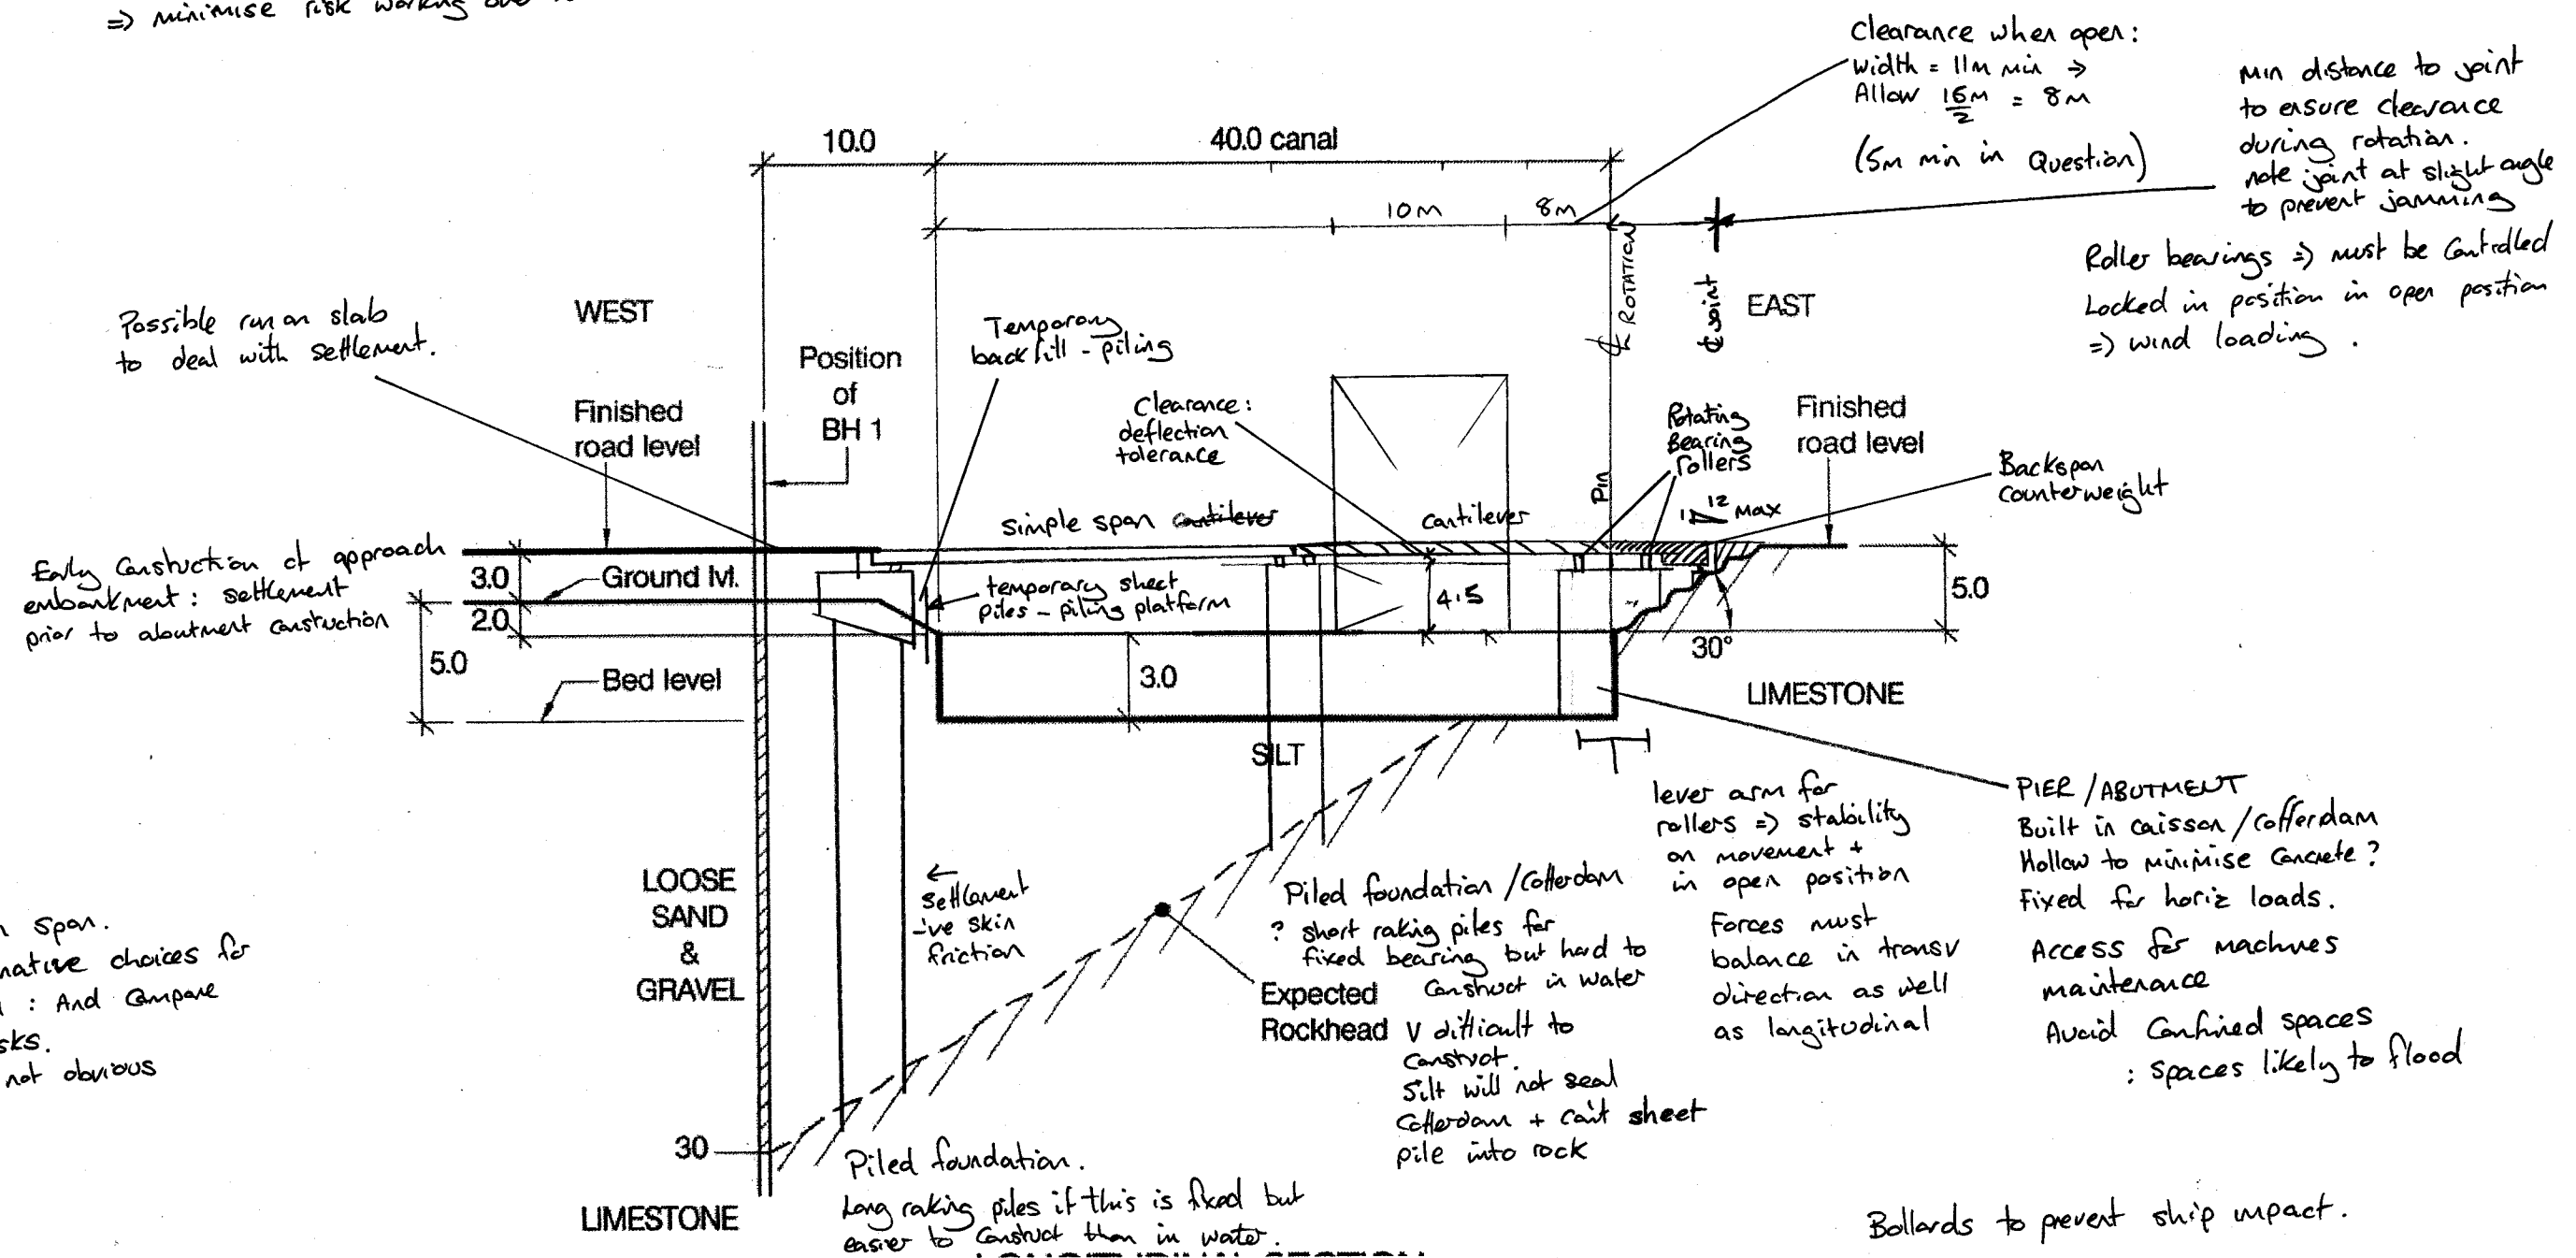 => minimise risk working
Clearance when open:
width = 11m min =>
Allow 16m/2 = 8m
(5m min in Question)
Min distance to joint
to ensure clearance
during rotation.
note joint at slight angle
to prevent jamming
10.0
40.0 canal
10m
8m
℄ ROTATION
℄ joint
Roller bearings => must be Controlled
Locked in position in open position
=> wind loading .
WEST
EAST
Possible run on slab
to deal with settlement.
Position
of
BH 1
Temporary
backfill - piling
Finished
road level
Clearance:
deflection
tolerance
Rotating
Bearing
rollers
Finished
road level
Pin
1 12 Max
Backspan
counterweight
simple span cantilever
cantilever
Early Constuction of approach
embankment: settlement
prior to aboutment constuction
3.0
Ground lvl.
2.0
5.0
Bed level
temporary sheet
piles - piling platform
4.5
3.0
5.0
30°
LIMESTONE
SILT
lever arm for
rollers => stability
on movement +
in open position
Forces must
balance in transv
direction as well
as longitudinal
PIER / ABUTMENT
Built in caisson / Cofferdam
Hollow to minimise Concrete ?
Fixed for horiz loads.
Access for machines
maintenance
Avoid Confined spaces
: spaces likely to flood
LOOSE
SAND
&
GRAVEL
←
settlement
-ve skin
friction
Piled foundation / Cofferdam
? short raking piles for
fixed bearing but hard to
construct in water
Expected
Rockhead
V difficult to
constuct.
Silt will not seal
Cofferdam + can't sheet
pile into rock
n span.
native choices for
: And Compare
sks.
not obvious
30
LIMESTONE
Piled foundation.
Long raking piles if this is fixed but
easier to construct than in water.
Bollards to prevent ship impact.